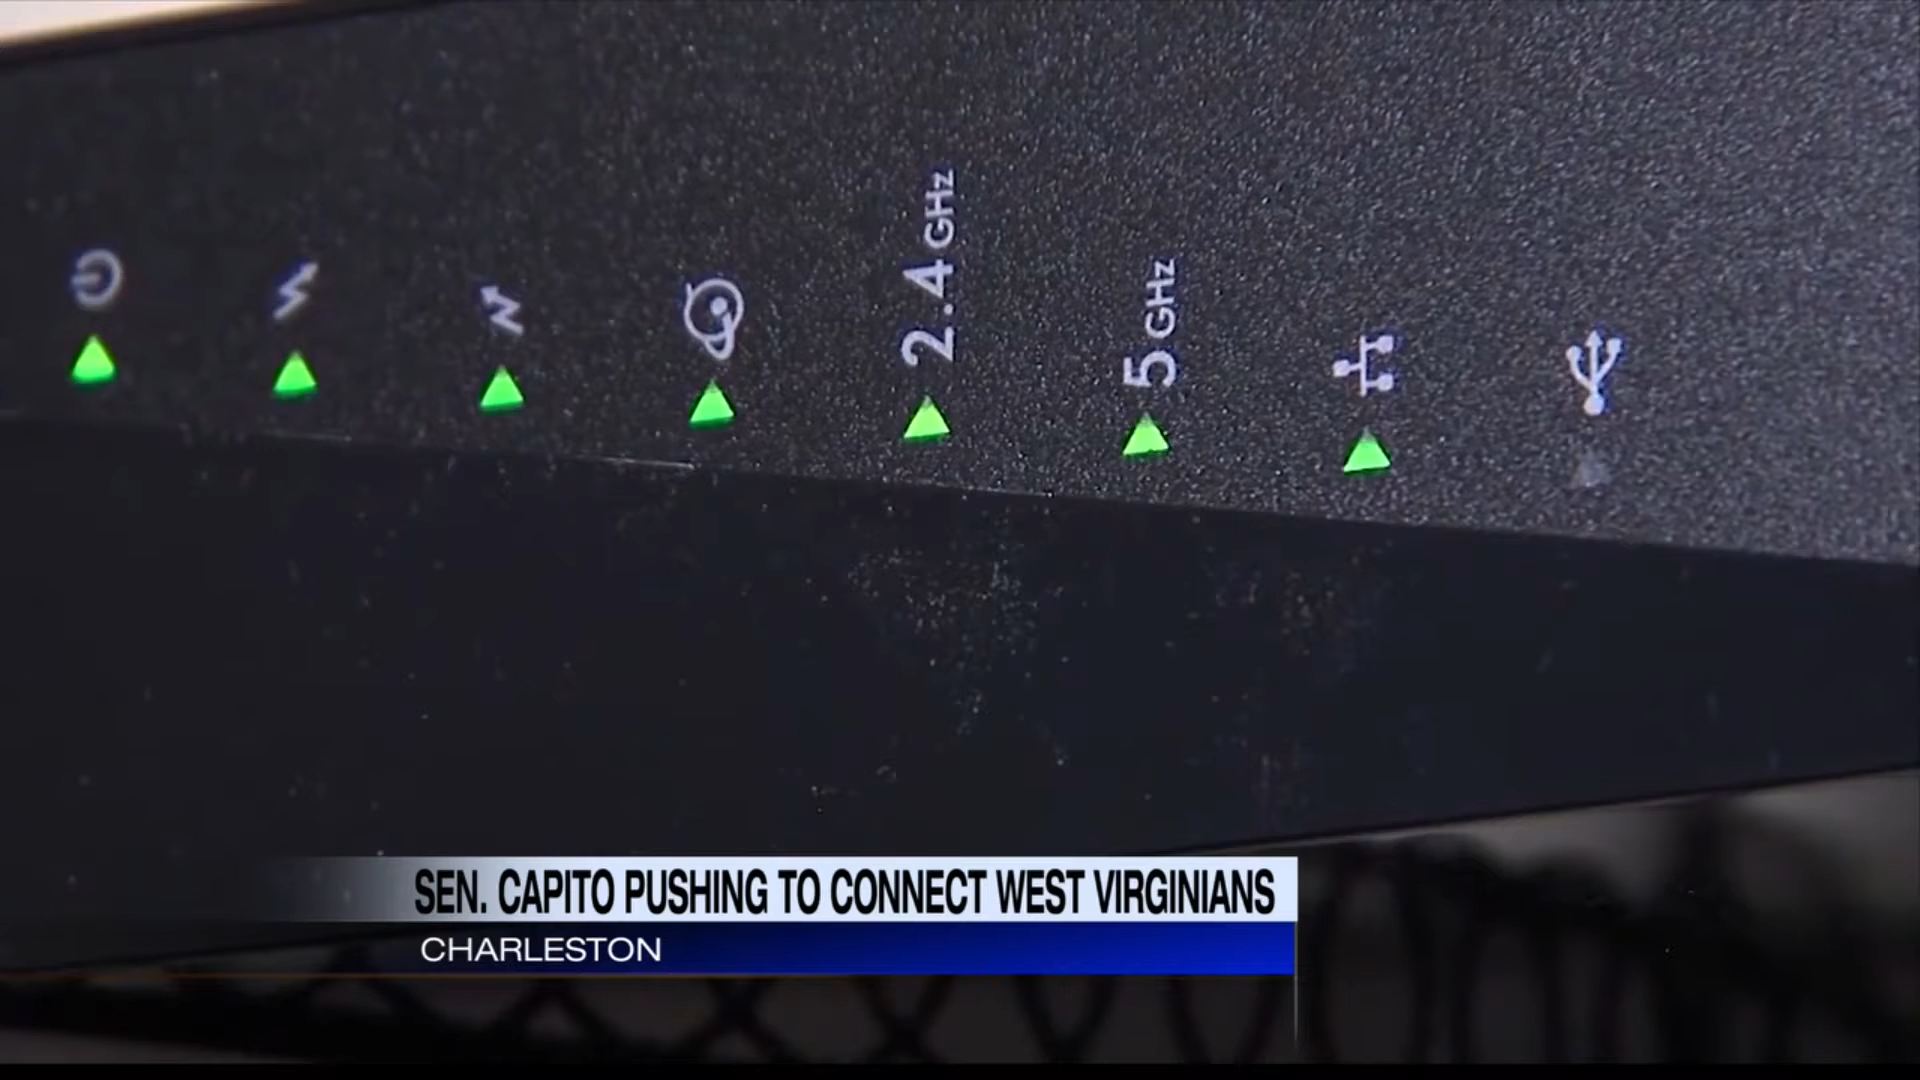 2.4 GHz
5 GHz
SEN. CAPITO PUSHING TO CONNECT WEST VIRGINIANS
CHARLESTON